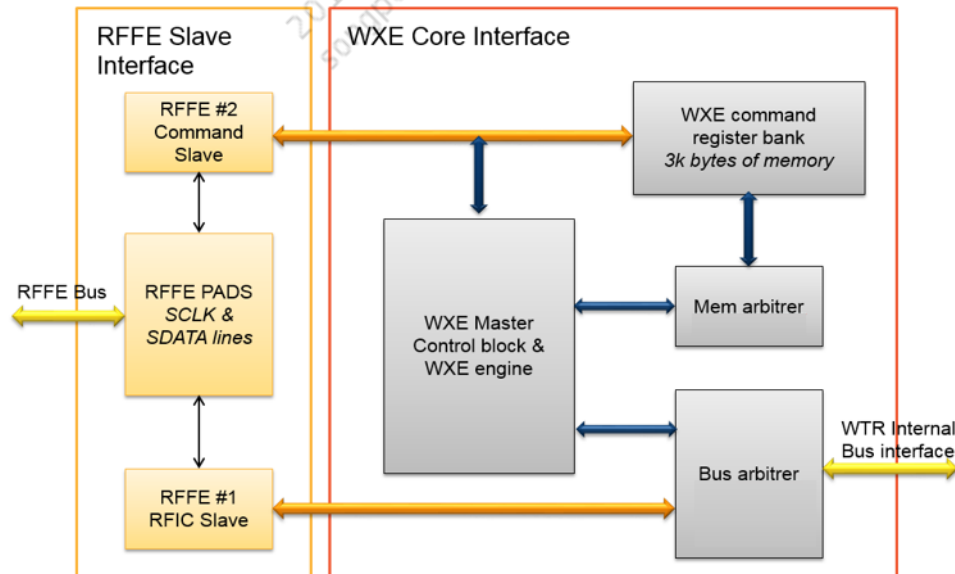 RFFE Slave
Interface
WXE Core Interface
RFFE #2
Command
Slave
WXE command
register bank
3k bytes of memory
RFFE Bus
RFFE PADS
SCLK &
SDATA lines
WXE Master
Control block &
WXE engine
Mem arbitrer
WTR Internal
Bus interface
Bus arbitrer
RFFE #1
RFIC Slave